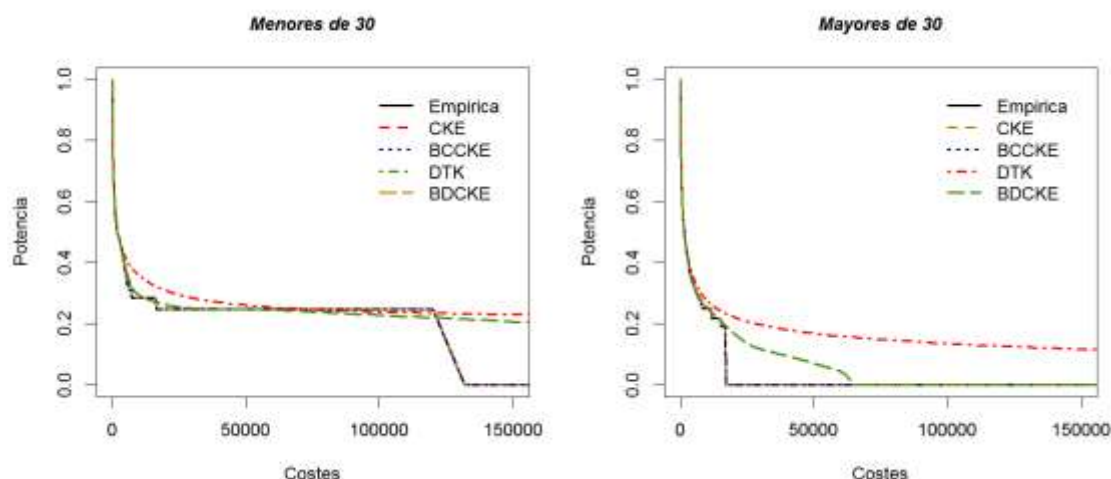 Menores de 30
Potencia
1.0
0.8
0.6
0.4
0.2
0.0
Empirica
CKE
BCCKE
DTK
BDCKE
0 50000 100000 150000
Costes
Mayores de 30
Potencia
1.0
0.8
0.6
0.4
0.2
0.0
Empirica
CKE
BCCKE
DTK
BDCKE
0 50000 100000 150000
Costes